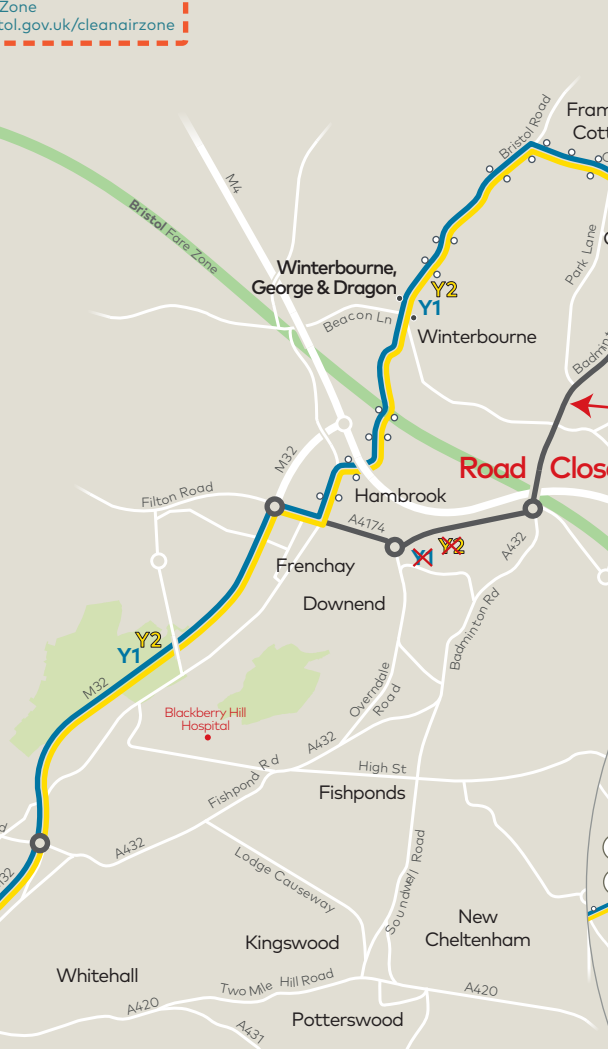 Zone
tol.gov.uk/cleanairzone
Fram
Cott
Bristol Road
M4
Bristol Fare Zone
Park Lane
Winterbourne,
George & Dragon
Y2
Y1
Beacon Ln
Winterbourne
Badmint
Road Close
M32
Hambrook
Filton Road
A4174
A432
Y1 Y2
Frenchay
Downend
Badminton Rd
Y2
Y1
M32
Overndale
Road
Blackberry Hill
Hospital
A432
Fishpond Rd
High St
Fishponds
A432
Lodge Causeway
Soundwell Road
New
Cheltenham
Kingswood
Whitehall
Two Mile Hill Road
A420
A420
A431
Potterswood